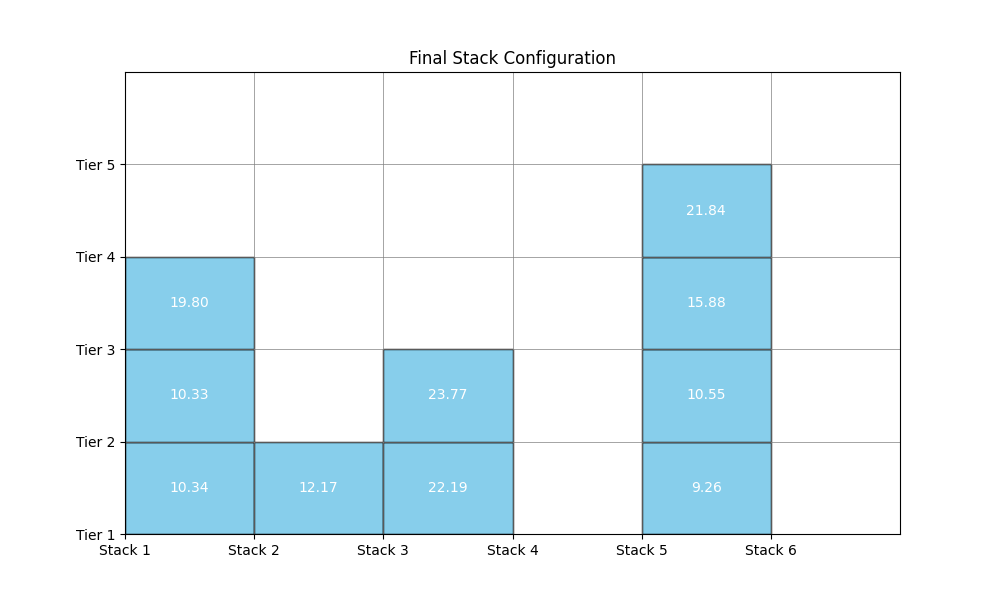 Final Stack Configuration
Tier 5
21.84
Tier 4
19.80
15.88
Tier 3
10.33
23.77
10.55
Tier 2
10.34
12.17
22.19
9.26
Tier 1
Stack 1
Stack 2
Stack 3
Stack 4
Stack 5
Stack 6